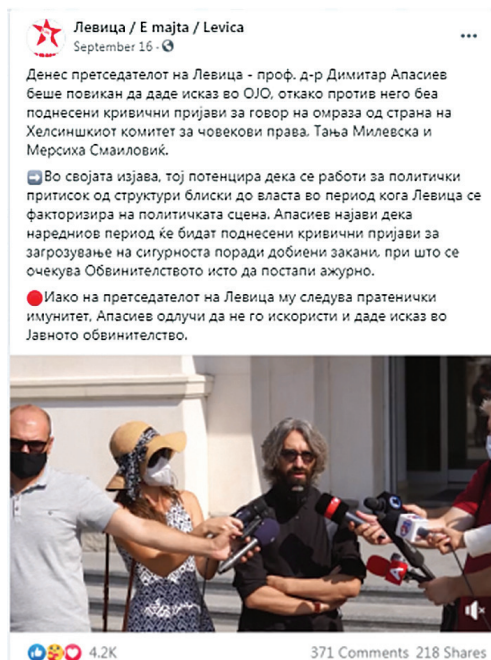 Левица / E majta / Levica
September 16 ·
Денес претседателот на Левица - проф. д-р Димитар Апасиев
беше повикан да даде исказ во ОЈО, откако против него беа
поднесени кривични пријави за говор на омраза од страна на
Хелсиншкиот комитет за човекови права, Тања Милевска и
Мерсиха Смаиловиќ.
➡️Во својата изјава, тој потенцира дека се работи за политички
притисок од структури блиски до власта во период кога Левица се
факторизира на политичката сцена. Апасиев најави дека
наредниов период ќе бидат поднесени кривични пријави за
загрозување на сигурноста поради добиени закани, при што се
очекува Обвинителството исто да постапи ажурно.
🔴Иако на претседателот на Левица му следува пратенички
имунитет, Апасиев одлучи да не го искористи и даде исказ во
Јавното обвинителство.
4.2K 371 Comments 218 Shares